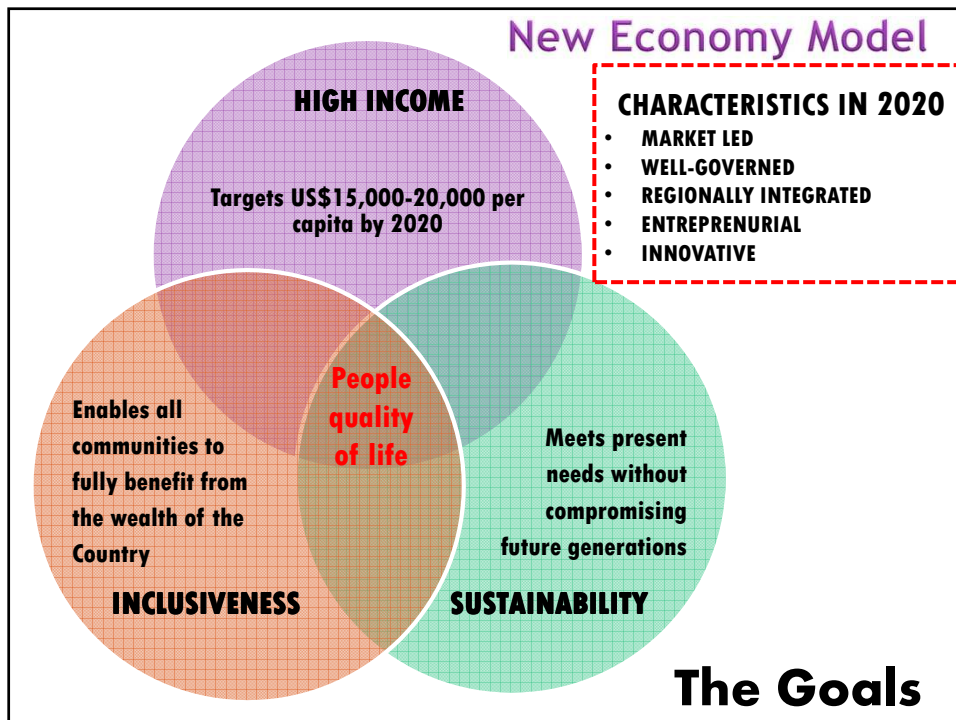 New Economy Model
HIGH INCOME
Targets US$15,000-20,000 per
capita by 2020
CHARACTERISTICS IN 2020
• MARKET LED
• WELL-GOVERNED
• REGIONALLY INTEGRATED
• ENTREPRENURIAL
• INNOVATIVE
People
quality
of life
Enables all
communities to
fully benefit from
the wealth of the
Country
INCLUSIVENESS
Meets present
needs without
compromising
future generations
SUSTAINABILITY
The Goals